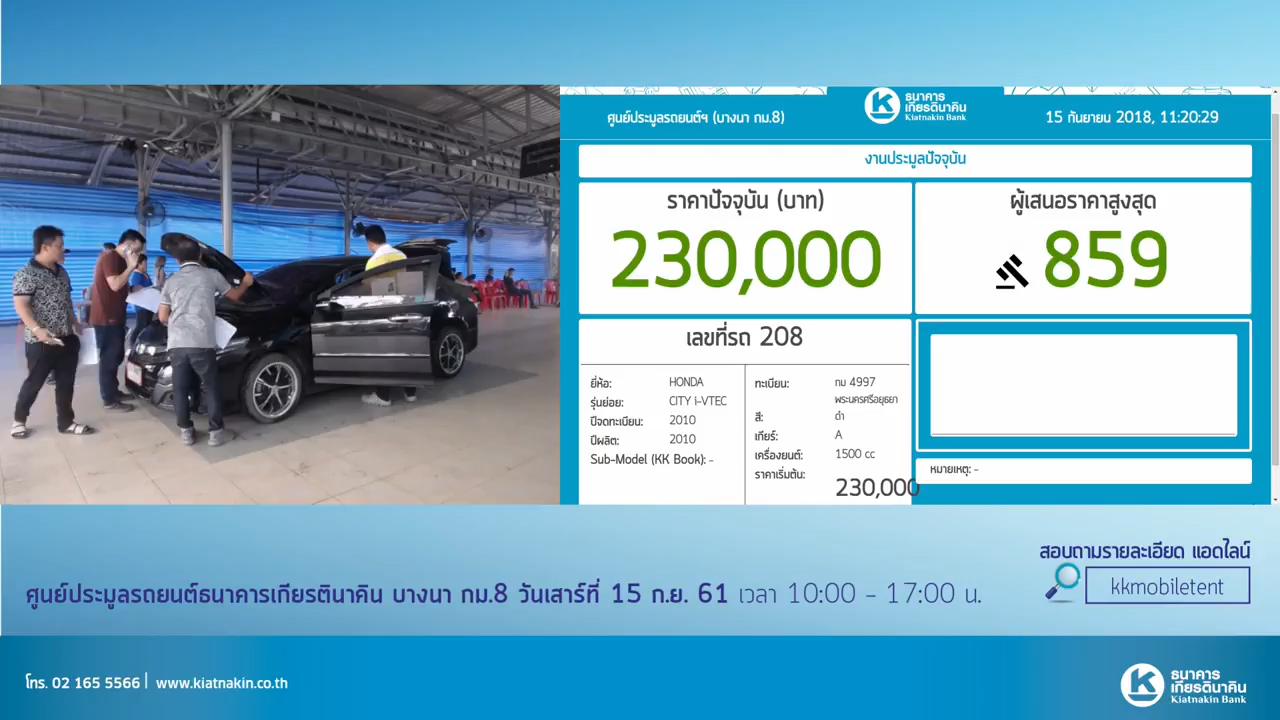 ศูนย์ประมูลรถยนต์ฯ (บางนา กม.8)
ธนาคาร
เกียรตินาคิน
Kiatnakin Bank
15 กันยายน 2018, 11:20:29
งานประมูลปัจจุบัน
ราคาปัจจุบัน (บาท)
230,000
ผู้เสนอราคาสูงสุด
859
เลขที่รถ 208
ยี่ห้อ: HONDA
รุ่นย่อย: CITY i-VTEC
ปีจดทะเบียน: 2010
ปีผลิต: 2010
Sub-Model (KK Book): -
ทะเบียน: กม 4997
พระนครศรีอยุธยา
สี: ดำ
เกียร์: A
เครื่องยนต์: 1500 cc
ราคาเริ่มต้น: 230,000
หมายเหตุ: -
สอบถามรายละเอียด แอดไลน์
kkmobiletent
ศูนย์ประมูลรถยนต์ธนาคารเกียรตินาคิน บางนา กม.8 วันเสาร์ที่ 15 ก.ย. 61 เวลา 10:00 - 17:00 น.
โทร. 02 165 5566 | www.kiatnakin.co.th
ธนาคาร
เกียรตินาคิน
Kiatnakin Bank